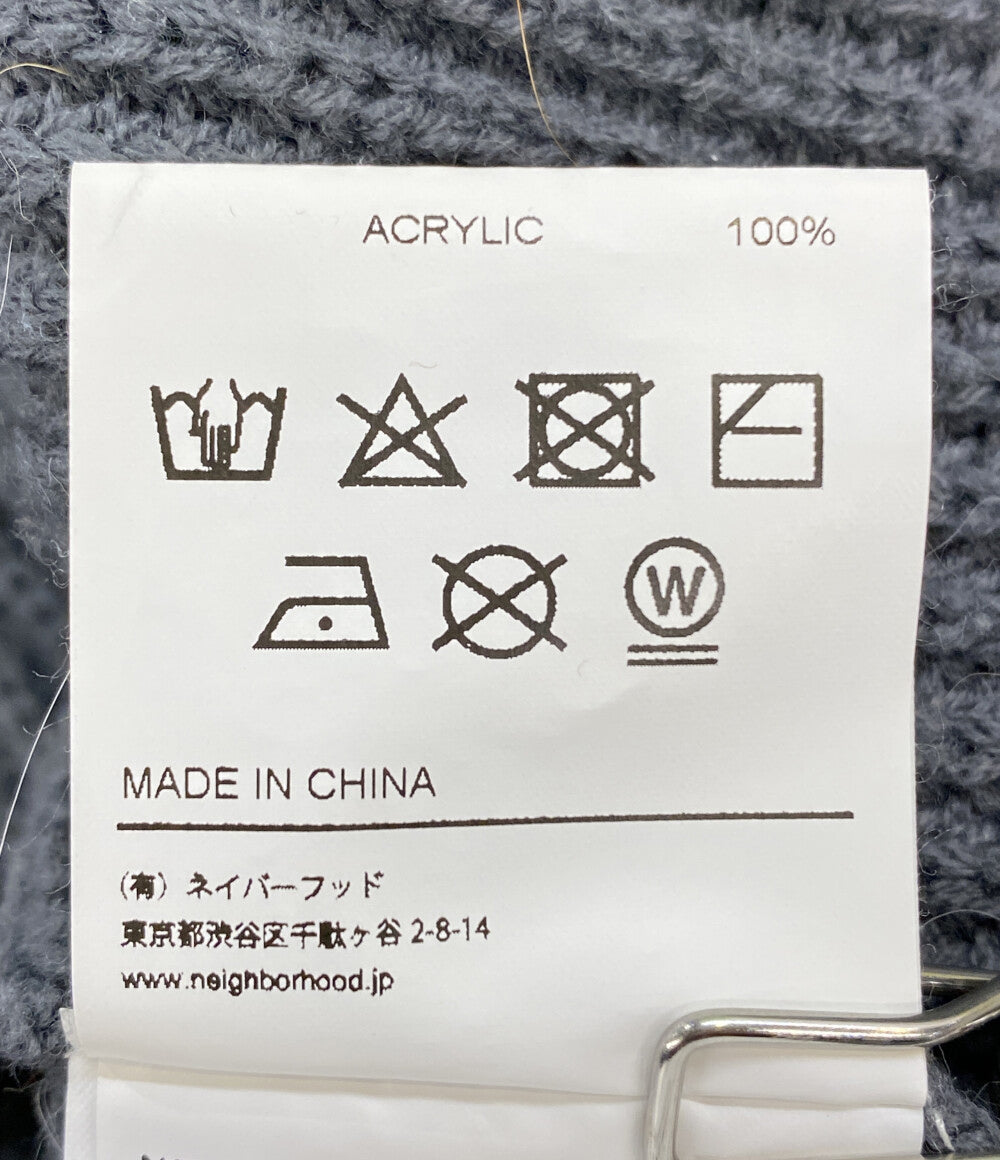 ACRYLIC 100%
W
MADE IN CHINA
(有) ネイバーフッド
東京都渋谷区千駄ヶ谷 2-8-14
www.neighborhood.jp